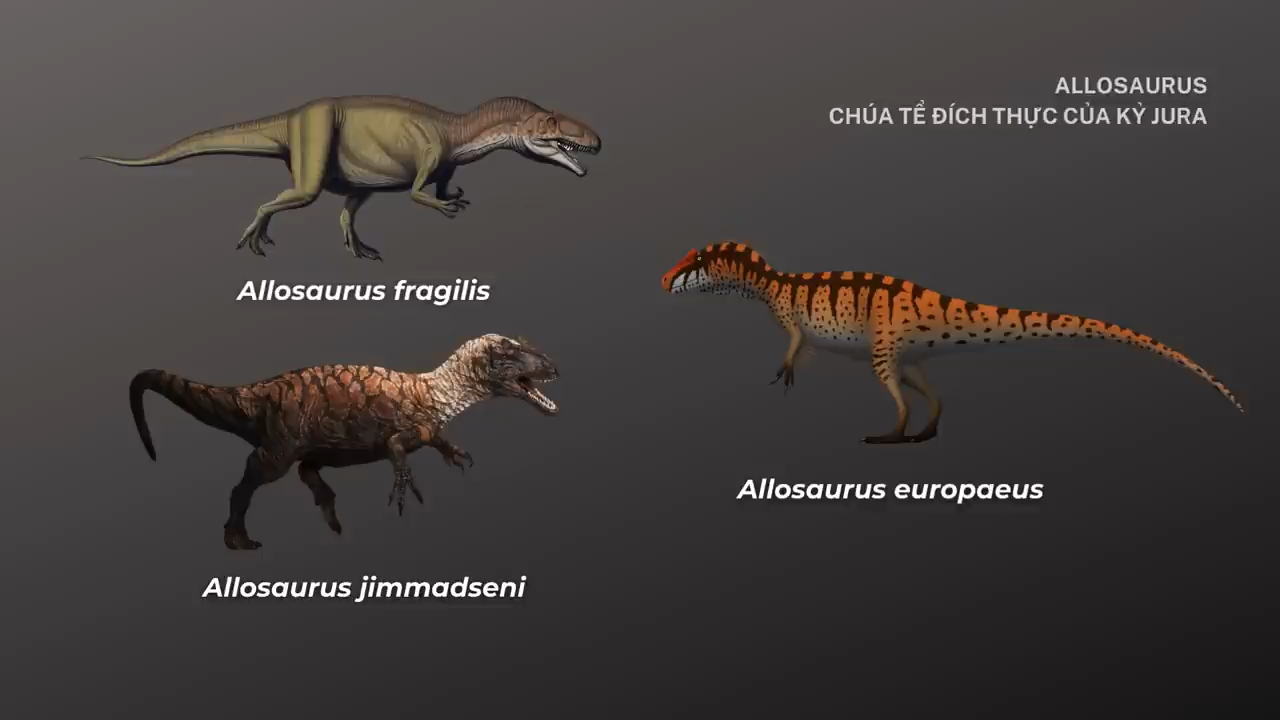 ALLOSAURUS
CHÚA TỂ ĐÍCH THỰC CỦA KỶ JURA
Allosaurus fragilis
Allosaurus europaeus
Allosaurus jimmadseni